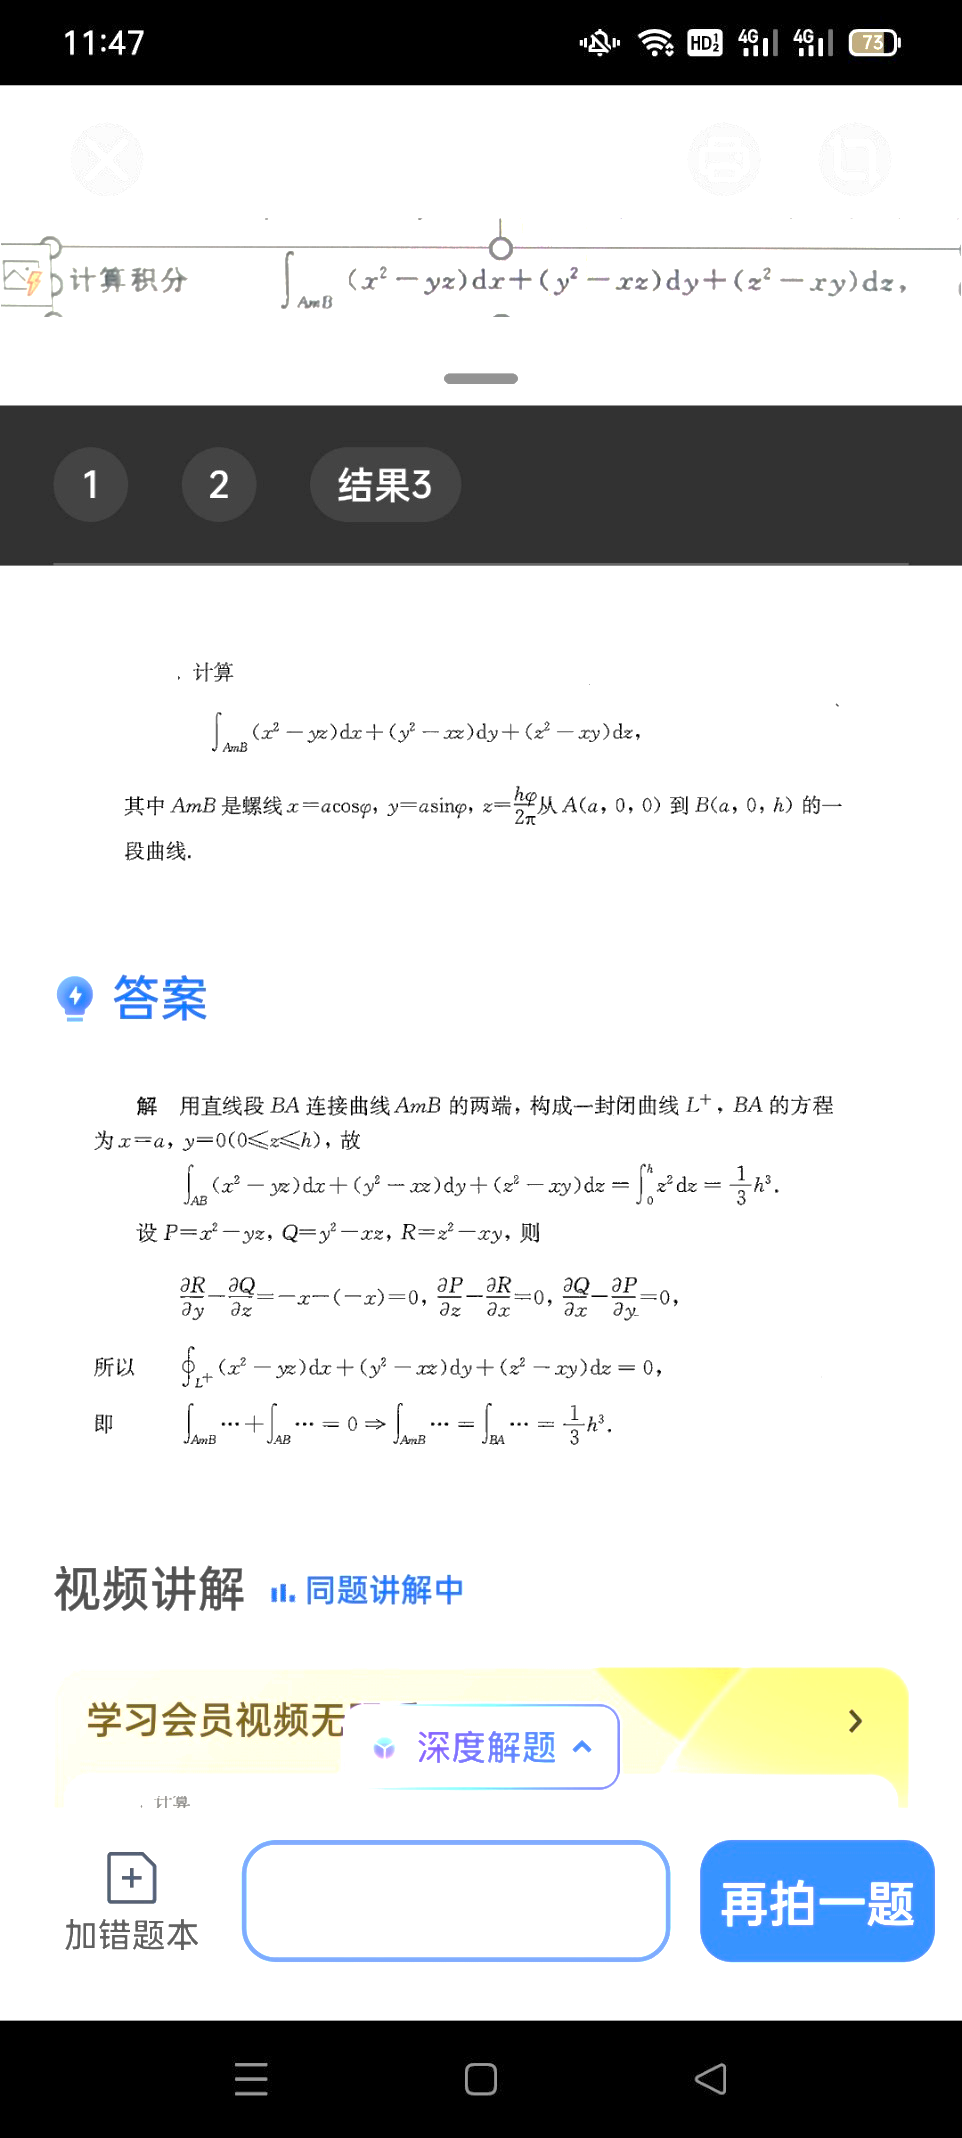 11:47
HD 1 2 4G 4G 73
计算积分 ∫_{AmB} (x² − yz)dx + (y² − xz)dy + (z² − xy)dz,
1 2 结果3
. 计算
∫_{AmB} (x² − yz)dx + (y² − xz)dy + (z² − xy)dz,
其中 AmB 是螺线 x=acosφ, y=asinφ, z=hφ/2π 从 A(a, 0, 0) 到 B(a, 0, h) 的一
段曲线.
答案
解 用直线段 BA 连接曲线 AmB 的两端, 构成一封闭曲线 L⁺, BA 的方程
为 x=a, y=0(0≤z≤h), 故
∫_{AB} (x² − yz)dx + (y² − xz)dy + (z² − xy)dz = ∫₀^h z²dz = 1/3 h³.
设 P=x²−yz, Q=y²−xz, R=z²−xy, 则
∂R/∂y − ∂Q/∂z = −x−(−x)=0, ∂P/∂z − ∂R/∂x = 0, ∂Q/∂x − ∂P/∂y = 0,
所以 ∮_{L⁺} (x² − yz)dx + (y² − xz)dy + (z² − xy)dz = 0,
即 ∫_{AmB} ··· + ∫_{AB} ··· = 0 ⇒ ∫_{AmB} ··· = ∫_{BA} ··· = 1/3 h³.
视频讲解 同题讲解中
学习会员视频无
深度解题
. 计算
加错题本
再拍一题